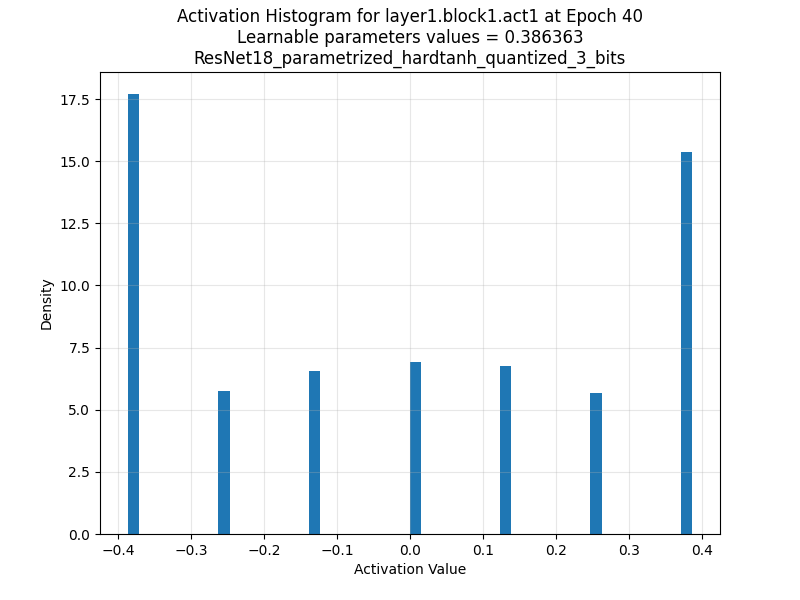 Activation Histogram for layer1.block1.act1 at Epoch 40
Learnable parameters values = 0.386363
ResNet18_parametrized_hardtanh_quantized_3_bits
17.5
15.0
12.5
10.0
7.5
5.0
2.5
0.0
Density
−0.4 −0.3 −0.2 −0.1 0.0 0.1 0.2 0.3 0.4
Activation Value